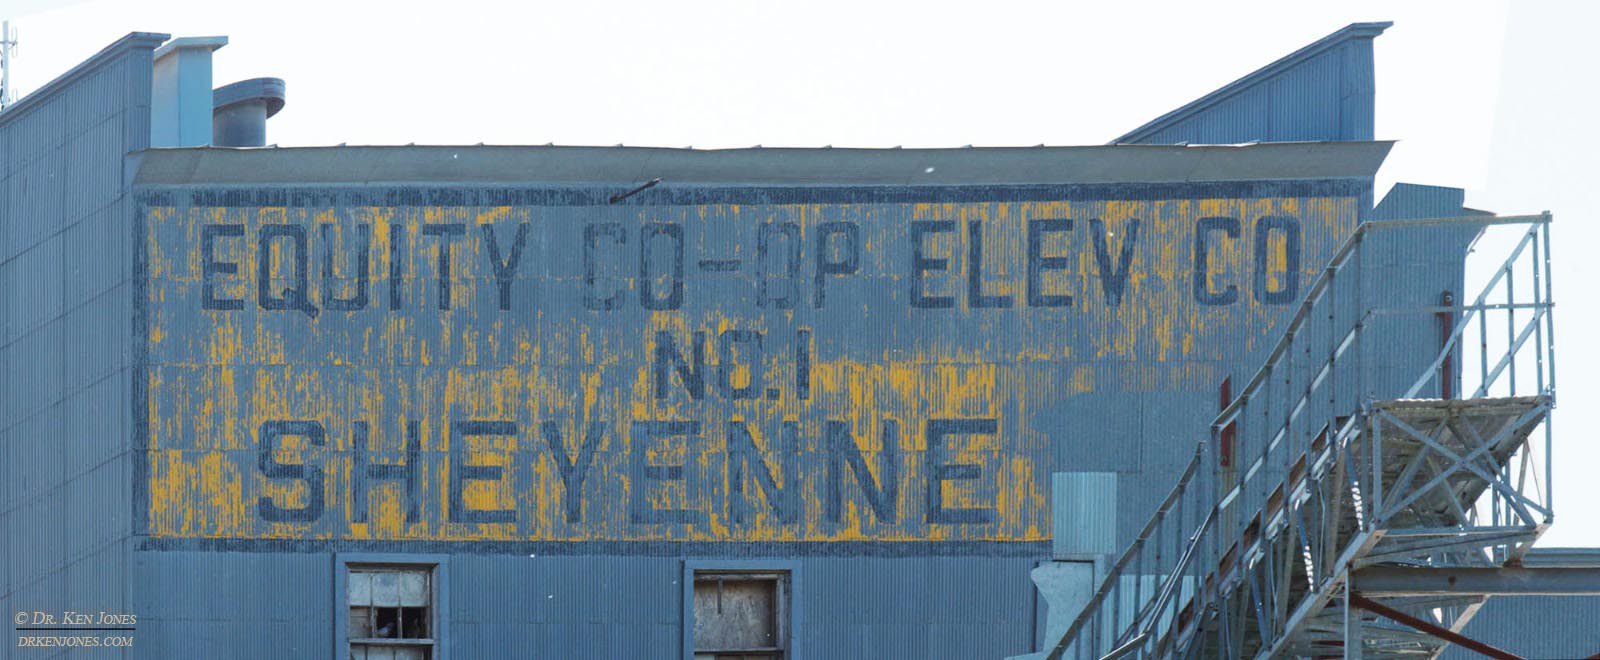 EQUITY CO-OP ELEV CO
NO.1
SHEYENNE
© DR. KEN JONES
DRKENJONES.COM